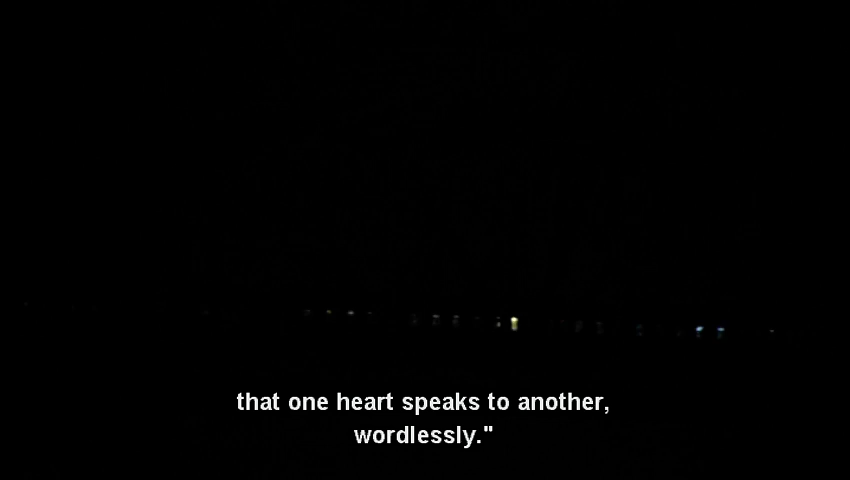 that one heart speaks to another,
wordlessly."